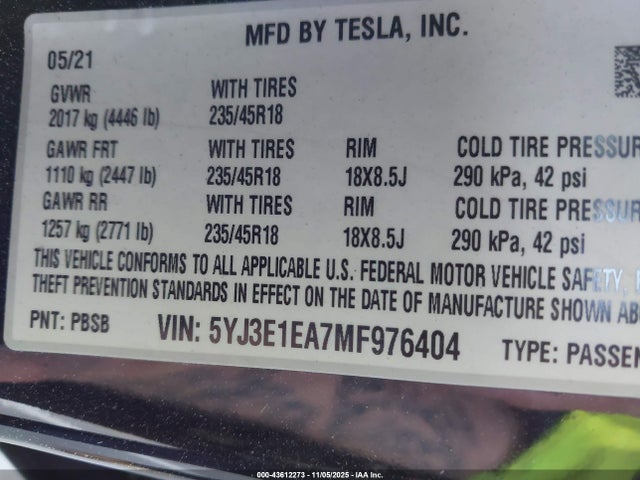 MFD BY TESLA, INC.
05/21
GVWR WITH TIRES
2017 kg (4446 lb) 235/45R18
GAWR FRT WITH TIRES RIM COLD TIRE PRESSUR
1110 kg (2447 lb) 235/45R18 18X8.5J 290 kPa, 42 psi
GAWR RR WITH TIRES RIM COLD TIRE PRESSUR
1257 kg (2771 lb) 235/45R18 18X8.5J 290 kPa, 42 psi
THIS VEHICLE CONFORMS TO ALL APPLICABLE U.S. FEDERAL MOTOR VEHICLE SAFETY,
THEFT PREVENTION STANDARDS IN EFFECT ON THE DATE OF MANUFACTURE SHOWN AB
PNT: PBSB VIN: 5YJ3E1EA7MF976404 TYPE: PASSEN
000-43612273 - 11/05/2025 - IAA Inc.